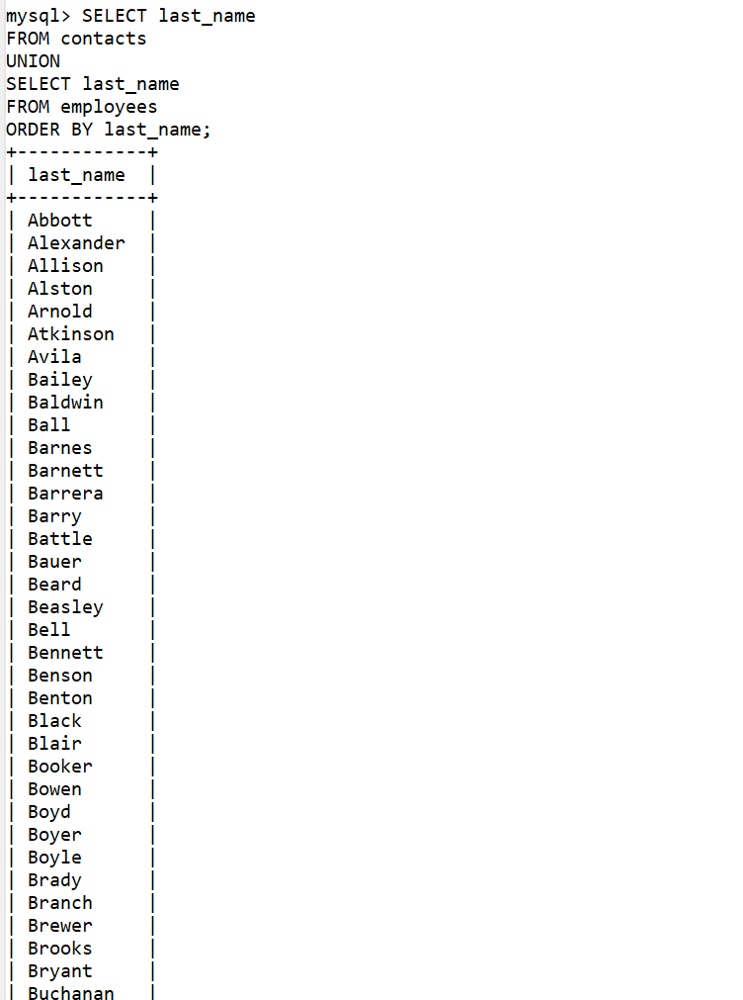 mysql> SELECT last_name
FROM contacts
UNION
SELECT last_name
FROM employees
ORDER BY last_name;
+------------+
| last_name  |
+------------+
| Abbott     |
| Alexander  |
| Allison    |
| Alston     |
| Arnold     |
| Atkinson   |
| Avila      |
| Bailey     |
| Baldwin    |
| Ball       |
| Barnes     |
| Barnett    |
| Barrera    |
| Barry      |
| Battle     |
| Bauer      |
| Beard      |
| Beasley    |
| Bell       |
| Bennett    |
| Benson     |
| Benton     |
| Black      |
| Blair      |
| Booker     |
| Bowen      |
| Boyd       |
| Boyer      |
| Boyle      |
| Brady      |
| Branch     |
| Brewer     |
| Brooks     |
| Bryant     |
| Buchanan   |